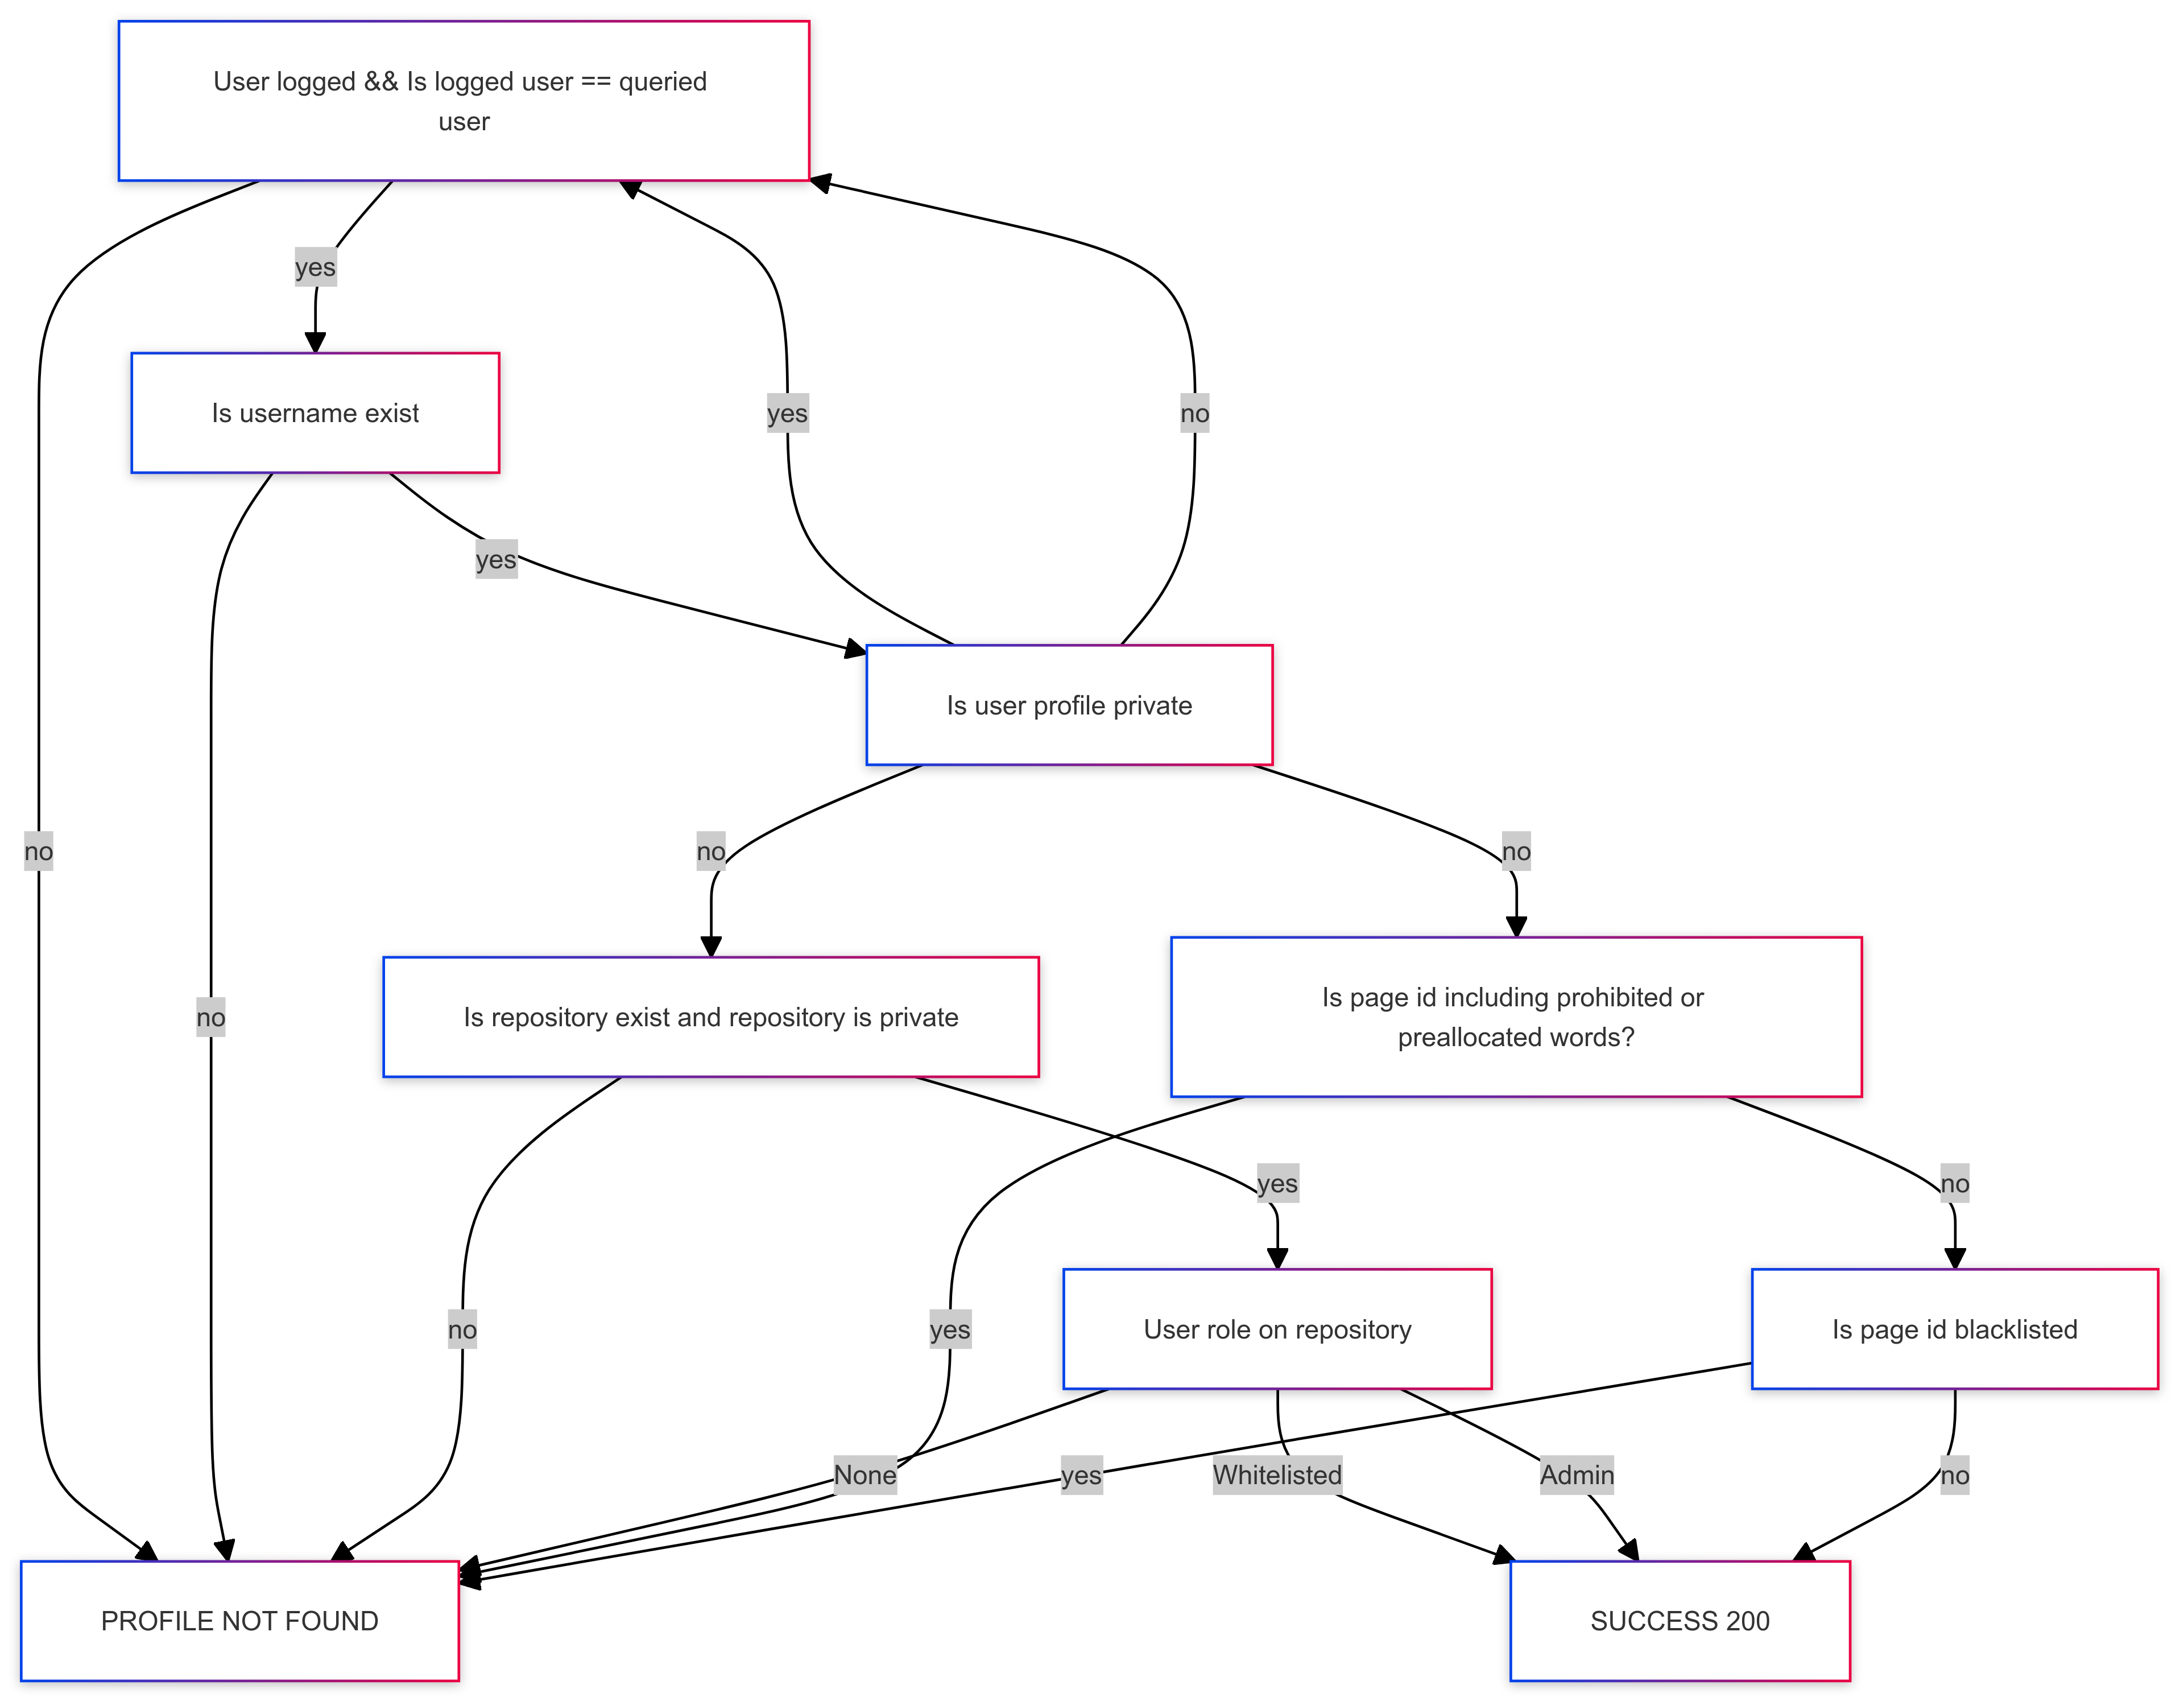 User logged && Is logged user == queried
user
yes
Is username exist
yes
no
yes
Is user profile private
no
no
no
Is repository exist and repository is private
Is page id including prohibited or
preallocated words?
no
yes
no
no
yes
User role on repository
Is page id blacklisted
None
yes
Whitelisted
Admin
no
PROFILE NOT FOUND
SUCCESS 200